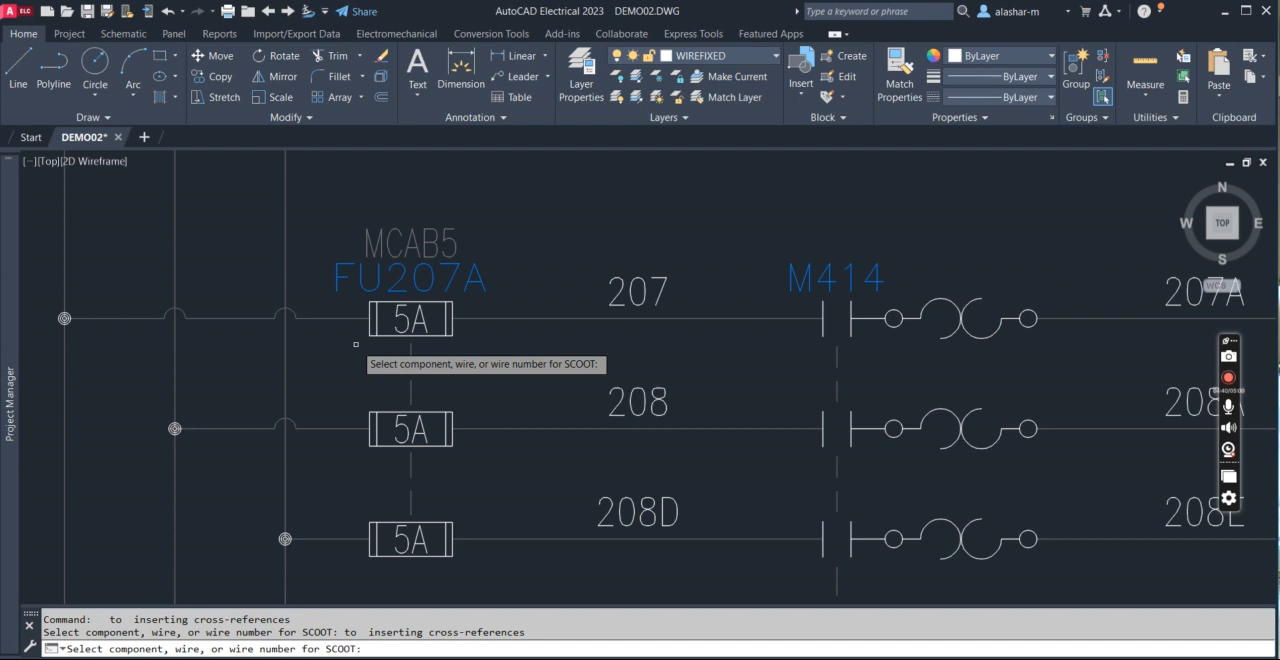 A ELC Share AutoCAD Electrical 2023 DEMO02.DWG Type a keyword or phrase alashar-m
Home Project Schematic Panel Reports Import/Export Data Electromechanical Conversion Tools Add-ins Collaborate Express Tools Featured Apps
Line Polyline Circle Arc
Move Rotate Trim
Copy Mirror Fillet
Stretch Scale Array
Text Dimension
Linear
Leader
Table
Layer Properties
WIREFIXED
Make Current
Match Layer
Insert
Create
Edit
Match Properties
ByLayer
ByLayer
ByLayer
Group
Measure
Paste
Draw Modify Annotation Layers Block Properties Groups Utilities Clipboard
Start DEMO02*
[−][Top][2D Wireframe]
N
W TOP E
S
WCS
Project Manager
MCAB5
FU207A
207
M414
207A
5A
Select component, wire, or wire number for SCOOT:
208
5A
208D
5A
Command: to inserting cross-references
Select component, wire, or wire number for SCOOT: to inserting cross-references
Select component, wire, or wire number for SCOOT: